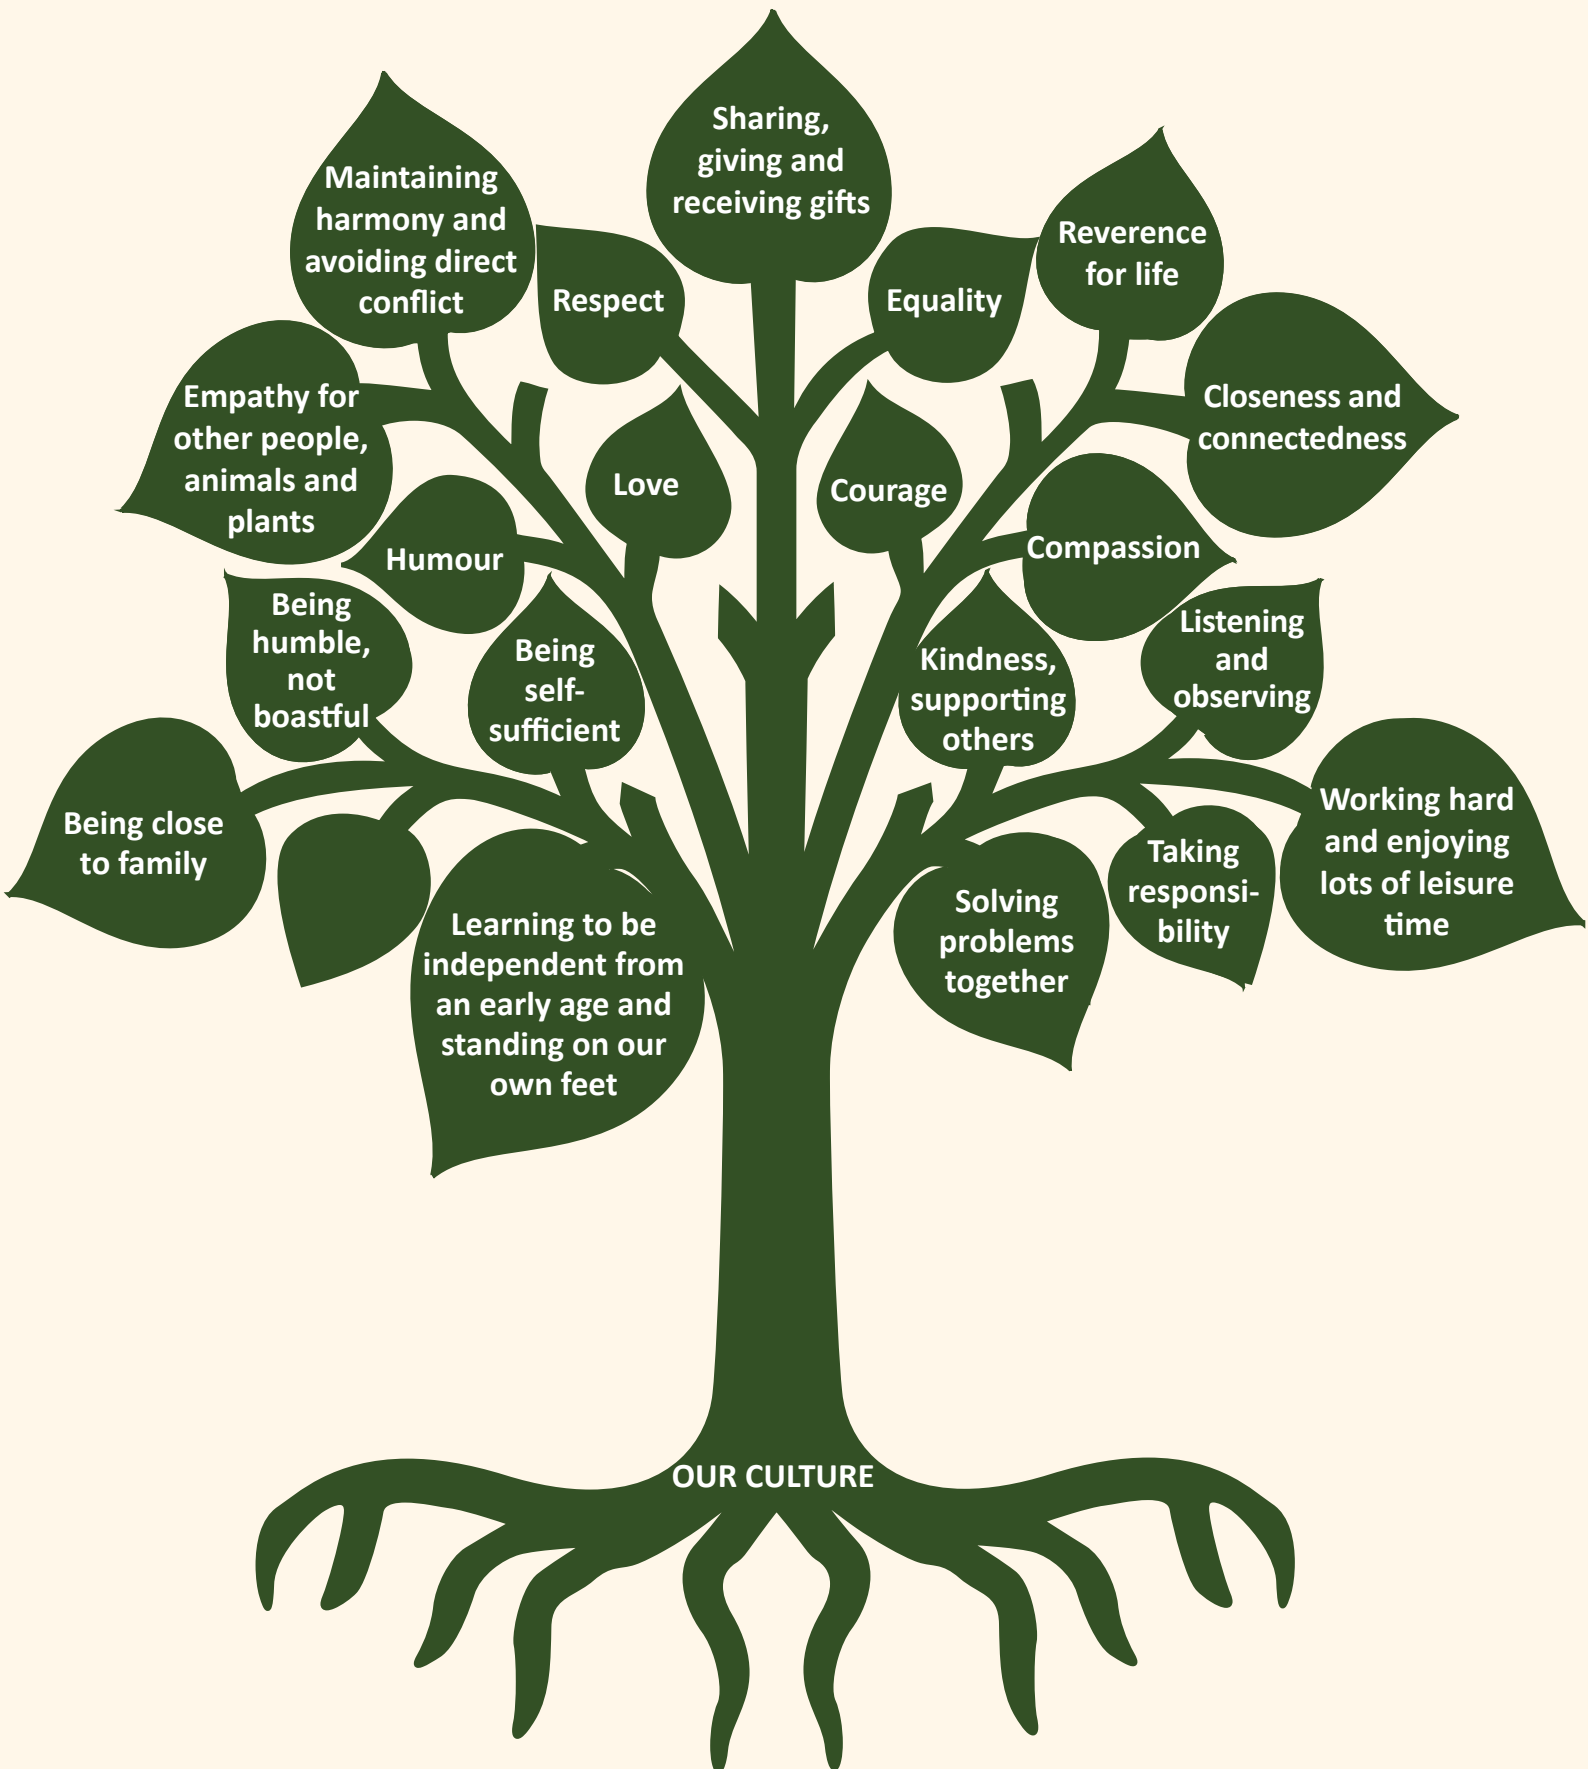 Sharing,
giving and
receiving gifts
Maintaining
harmony and
avoiding direct
conflict
Respect
Equality
Reverence
for life
Empathy for
other people,
animals and
plants
Love
Courage
Closeness and
connectedness
Humour
Compassion
Being
humble,
not
boastful
Being
self-
sufficient
Kindness,
supporting
others
Listening
and
observing
Being close
to family
Learning to be
independent from
an early age and
standing on our
own feet
Solving
problems
together
Taking
responsi-
bility
Working hard
and enjoying
lots of leisure
time
OUR CULTURE